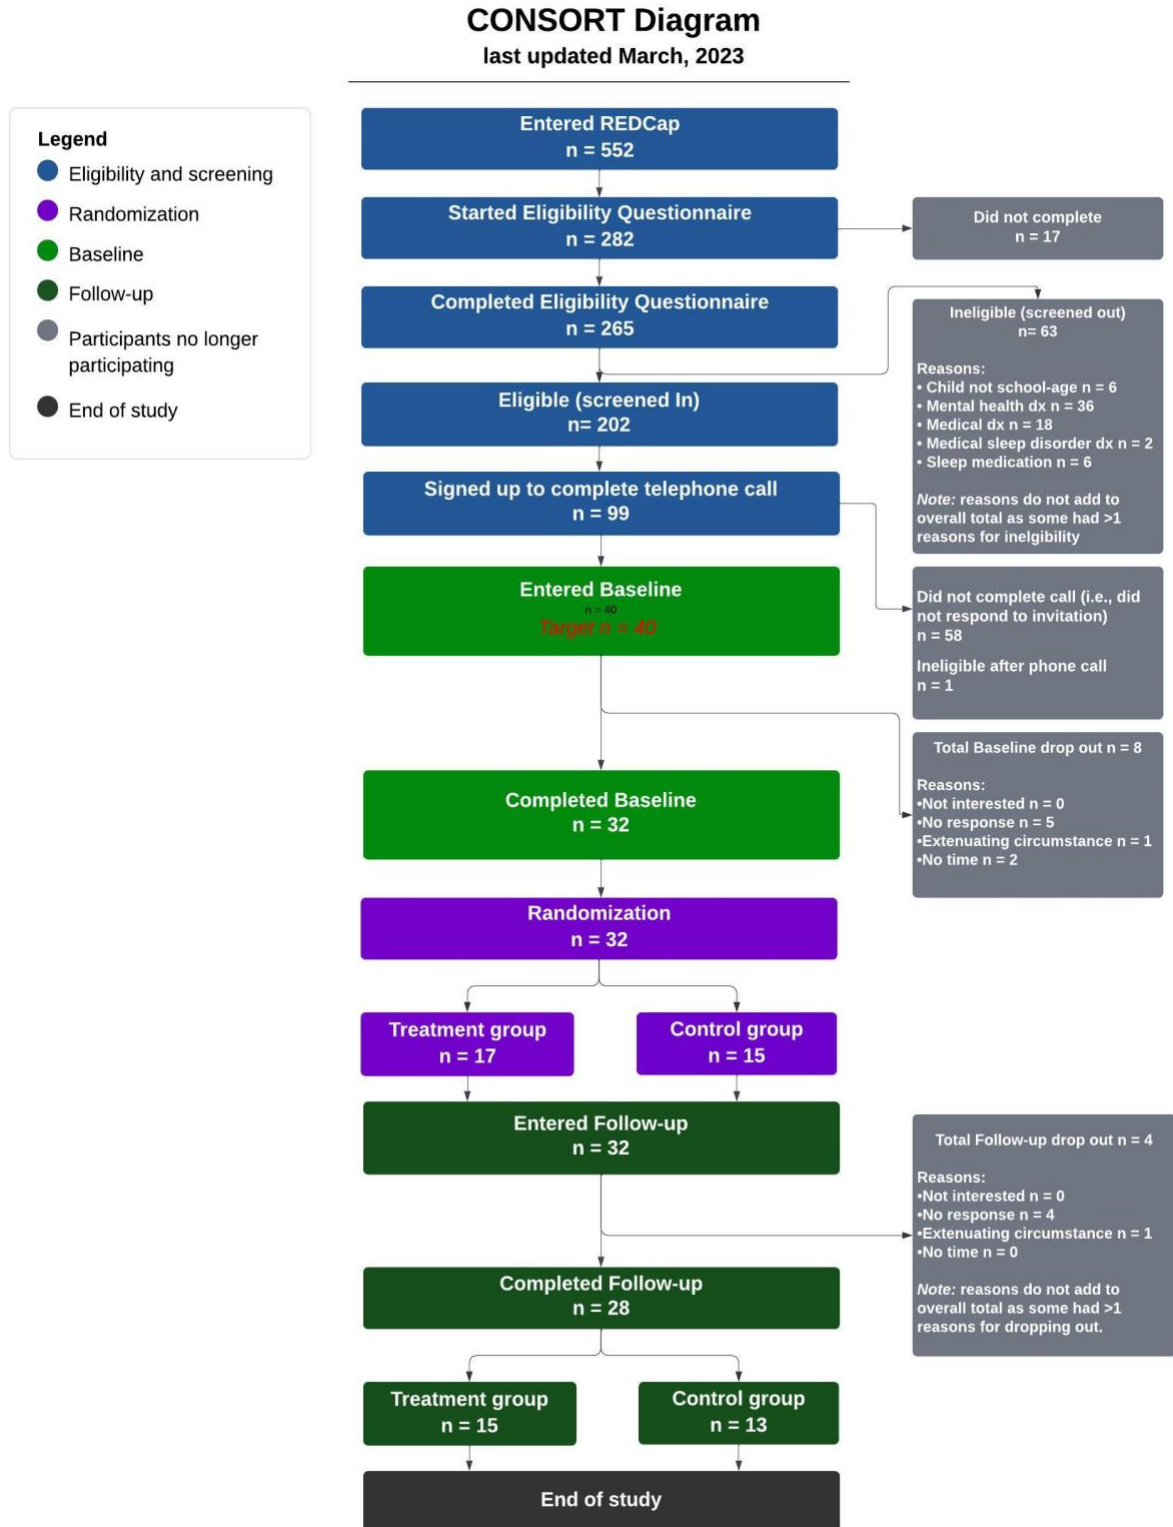 CONSORT Diagram
last updated March, 2023
Legend
Eligibility and screening
Randomization
Baseline
Follow-up
Participants no longer
participating
End of study
Entered REDCap
n = 552
Started Eligibility Questionnaire
n = 282
Did not complete
n = 17
Completed Eligibility Questionnaire
n = 265
Ineligible (screened out)
n= 63
Reasons:
• Child not school-age n = 6
• Mental health dx n = 36
• Medical dx n = 18
• Medical sleep disorder dx n = 2
• Sleep medication n = 6
Note: reasons do not add to
overall total as some had >1
reasons for inelgibility
Eligible (screened In)
n= 202
Signed up to complete telephone call
n = 99
Did not complete call (i.e., did
not respond to invitation)
n = 58
Ineligible after phone call
n = 1
Entered Baseline
n = 40
Target n = 40
Total Baseline drop out n = 8
Reasons:
•Not interested n = 0
•No response n = 5
•Extenuating circumstance n = 1
•No time n = 2
Completed Baseline
n = 32
Randomization
n = 32
Treatment group
n = 17
Control group
n = 15
Entered Follow-up
n = 32
Total Follow-up drop out n = 4
Reasons:
•Not interested n = 0
•No response n = 4
•Extenuating circumstance n = 1
•No time n = 0
Note: reasons do not add to
overall total as some had >1
reasons for dropping out.
Completed Follow-up
n = 28
Treatment group
n = 15
Control group
n = 13
End of study